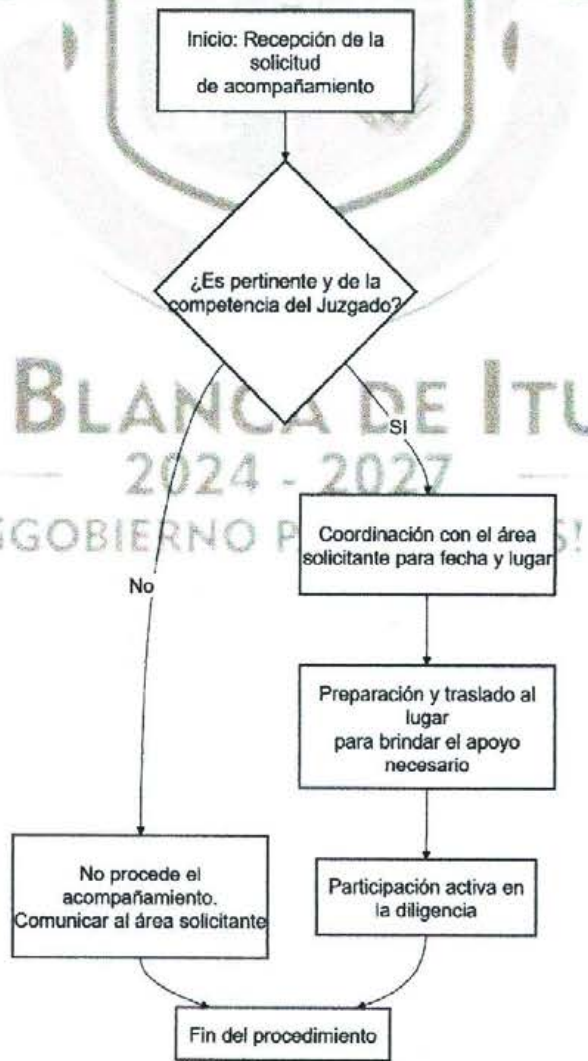 Inicio: Recepción de la
solicitud
de acompañamiento
¿Es pertinente y de la
competencia del Juzgado?
BLANCA DE ITU
SI
2024 - 2027
Coordinación con el área
solicitante para fecha y lugar
GOBIERNO P
S!
No
Preparación y traslado al
lugar
para brindar el apoyo
necesario
No procede el
acompañamiento.
Comunicar al área solicitante
Participación activa en
la diligencia
Fin del procedimiento